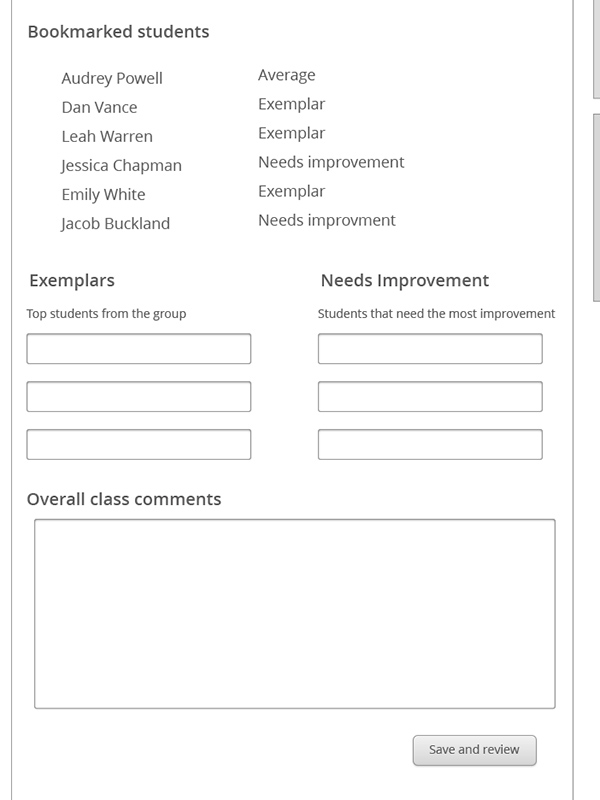 Bookmarked students
Audrey Powell Average
Dan Vance Exemplar
Leah Warren Exemplar
Jessica Chapman Needs improvement
Emily White Exemplar
Jacob Buckland Needs improvment
Exemplars Needs Improvement
Top students from the group Students that need the most improvement
Overall class comments
Save and review